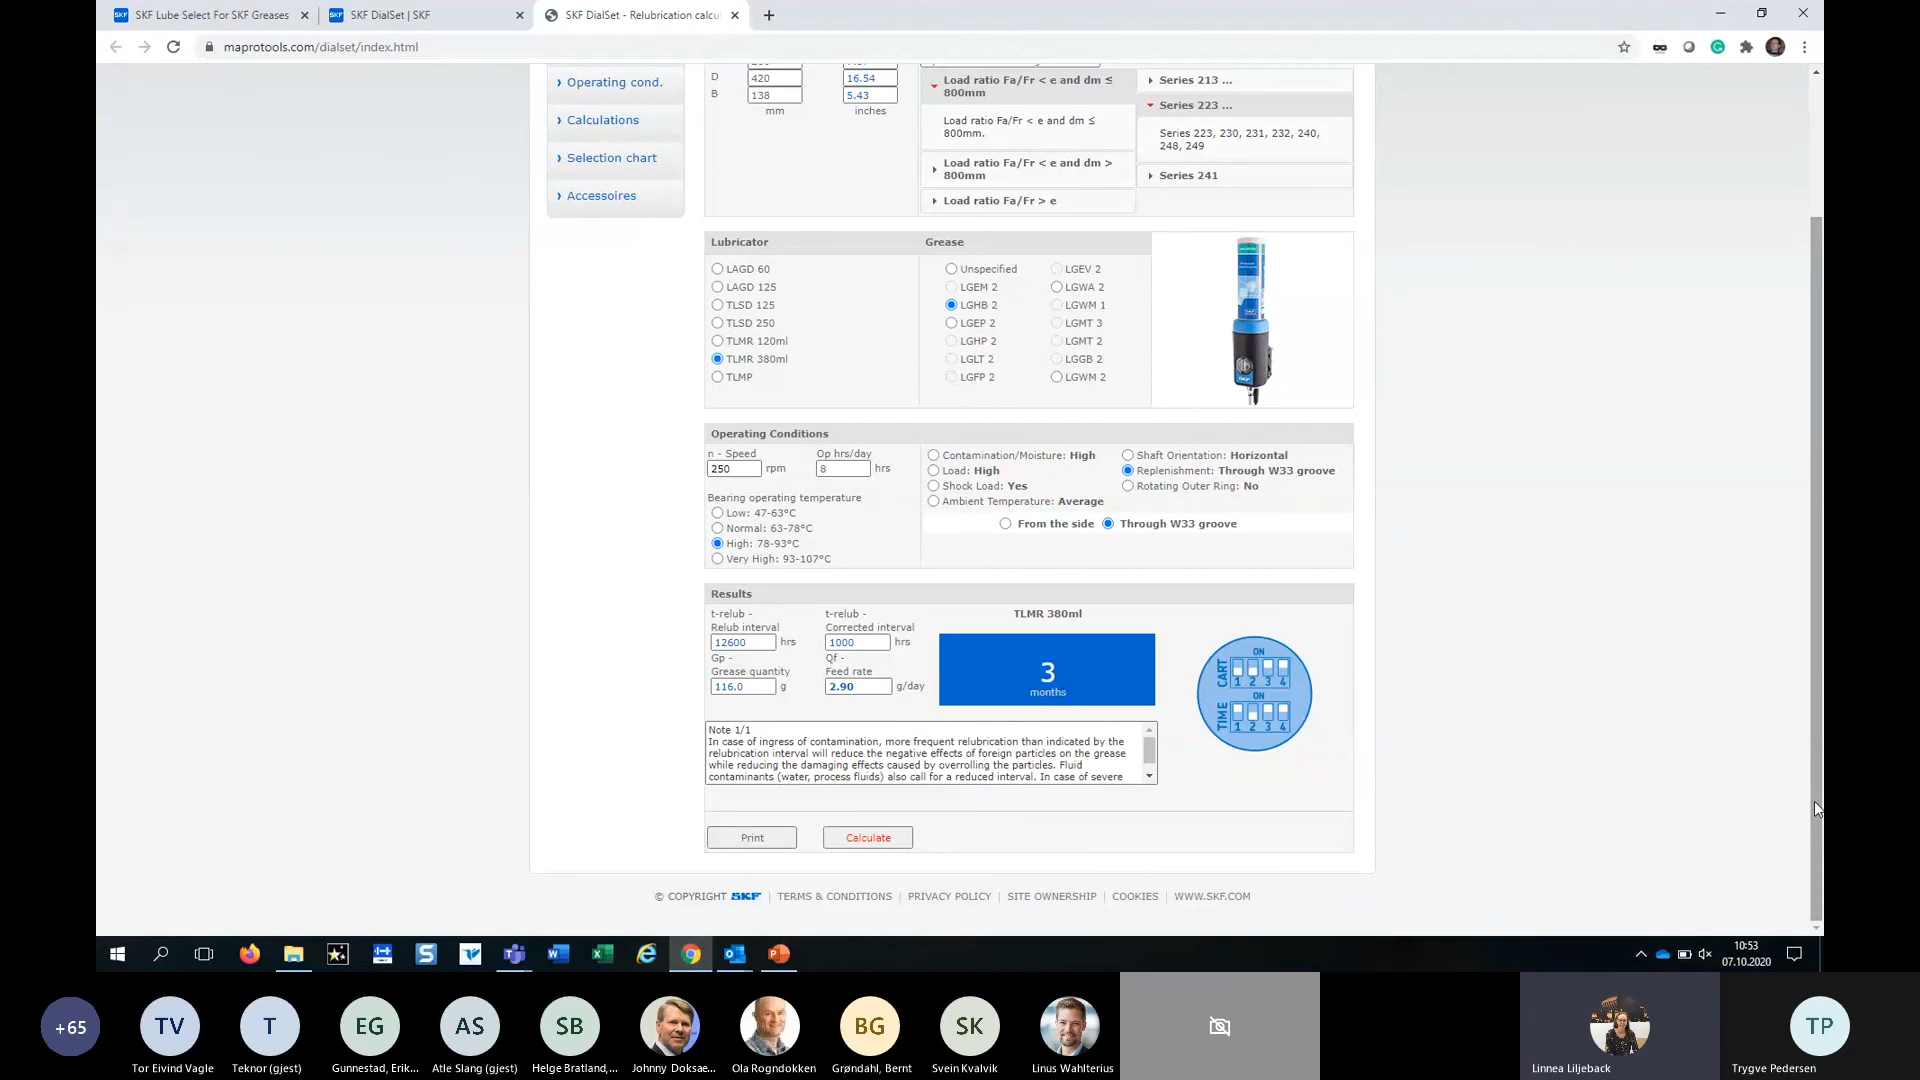 SKF Lube Select For SKF Greases
SKF DialSet | SKF
SKF DialSet - Relubrication calcu
maprotools.com/dialset/index.html
Operating cond.
Calculations
Selection chart
Accessoires
D 420 16.54
B 138 5.43
mm inches
Load ratio Fa/Fr < e and dm ≤
800mm
Load ratio Fa/Fr < e and dm ≤
800mm.
Load ratio Fa/Fr < e and dm >
800mm
Load ratio Fa/Fr > e
Series 213 ...
Series 223 ...
Series 223, 230, 231, 232, 240,
248, 249
Series 241
Lubricator
LAGD 60
LAGD 125
TLSD 125
TLSD 250
TLMR 120ml
TLMR 380ml
TLMP
Grease
Unspecified LGEV 2
LGEM 2 LGWA 2
LGHB 2 LGWM 1
LGEP 2 LGMT 3
LGHP 2 LGMT 2
LGLT 2 LGGB 2
LGFP 2 LGWM 2
Operating Conditions
n - Speed Op hrs/day
250 rpm 8 hrs
Bearing operating temperature
Low: 47-63°C
Normal: 63-78°C
High: 78-93°C
Very High: 93-107°C
Contamination/Moisture: High Shaft Orientation: Horizontal
Load: High Replenishment: Through W33 groove
Shock Load: Yes Rotating Outer Ring: No
Ambient Temperature: Average
From the side Through W33 groove
Results
t-relub - t-relub -
Relub interval Corrected interval
12600 hrs 1000 hrs
Gp - Qf -
Grease quantity Feed rate
116.0 g 2.90 g/day
TLMR 380ml
3
months
ON
CART
1 2 3 4
ON
TIME
1 2 3 4
Note 1/1
In case of ingress of contamination, more frequent relubrication than indicated by the
relubrication interval will reduce the negative effects of foreign particles on the grease
while reducing the damaging effects caused by overrolling the particles. Fluid
contaminants (water, process fluids) also call for a reduced interval. In case of severe
Print Calculate
© COPYRIGHT SKF | TERMS & CONDITIONS | PRIVACY POLICY | SITE OWNERSHIP | COOKIES | WWW.SKF.COM
10:53
07.10.2020
+65 TV T EG AS SB BG SK TP
Tor Eivind Vagle Teknor (gjest) Gunnestad, Erik... Atle Slang (gjest) Helge Bratland,... Johnny Doksæe... Ola Rogndokken Grøndahl, Bernt Svein Kvalvik Linus Wahlterius Linnea Liljeback Trygve Pedersen